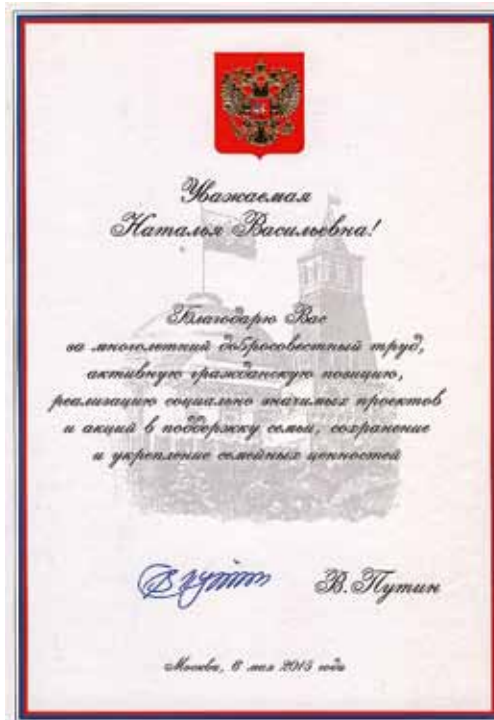 Уважаемая
Наталья Васильевна!
Благодарю Вас
за многолетний добросовестный труд,
активную гражданскую позицию,
реализацию социально значимых проектов
и акций в поддержку семьи, сохранение
и укрепление семейных ценностей
В. Путин
Москва, 6 мая 2015 года